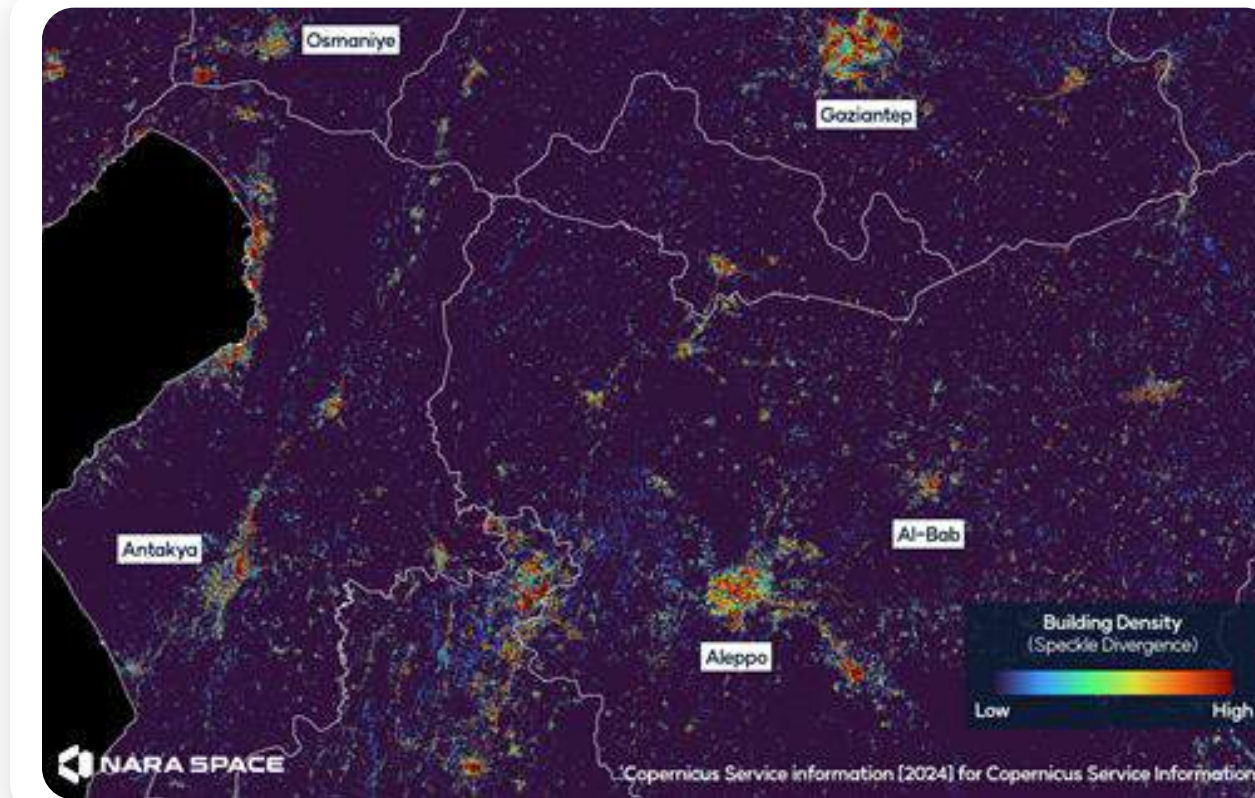 Osmaniye
Gaziantep
Antakya
Al-Bab
Aleppo
Building Density
(Speckle Divergence)
Low
High
NARA SPACE
Copernicus Service information [2024] for Copernicus Service Information